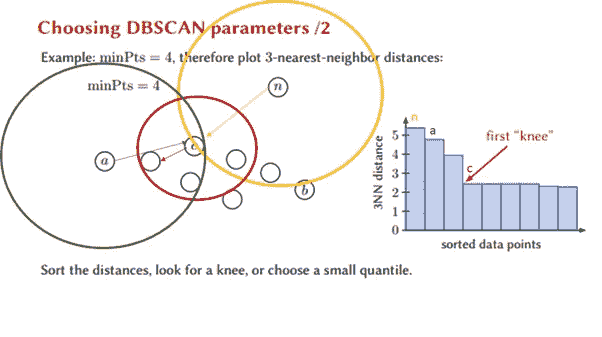 Choosing DBSCAN parameters /2
Example: minPts = 4, therefore plot 3-nearest-neighbor distances:
minPts = 4
n
a
c
b
n
a
c
first "knee"
3NN distance
5
4
3
2
1
0
sorted data points
Sort the distances, look for a knee, or choose a small quantile.